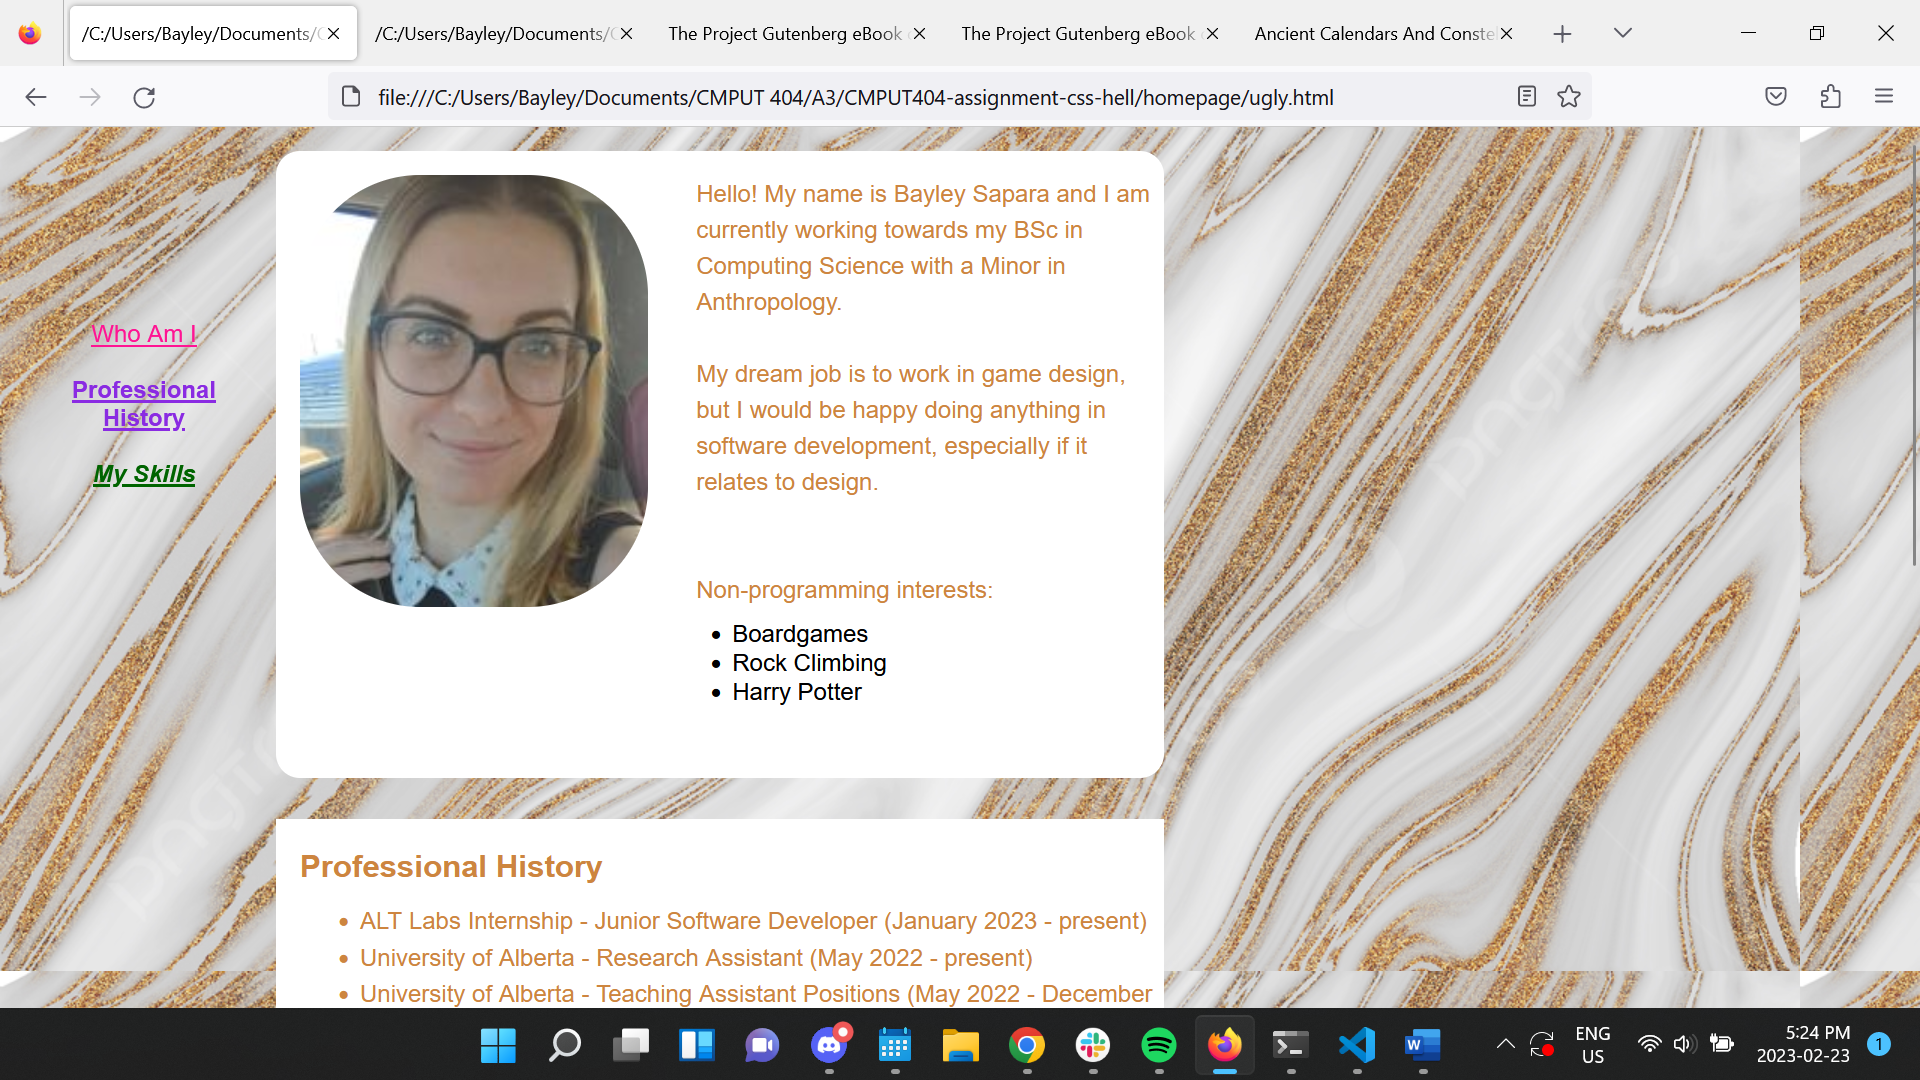 /C:/Users/Bayley/Documents/
/C:/Users/Bayley/Documents/
The Project Gutenberg eBook
The Project Gutenberg eBook
Ancient Calendars And Constel
file:///C:/Users/Bayley/Documents/CMPUT 404/A3/CMPUT404-assignment-css-hell/homepage/ugly.html
Who Am I
Professional
History
My Skills
Hello! My name is Bayley Sapara and I am
currently working towards my BSc in
Computing Science with a Minor in
Anthropology.
My dream job is to work in game design,
but I would be happy doing anything in
software development, especially if it
relates to design.
Non-programming interests:
• Boardgames
• Rock Climbing
• Harry Potter
Professional History
• ALT Labs Internship - Junior Software Developer (January 2023 - present)
• University of Alberta - Research Assistant (May 2022 - present)
• University of Alberta - Teaching Assistant Positions (May 2022 - December
ENG
US
5:24 PM
2023-02-23
1